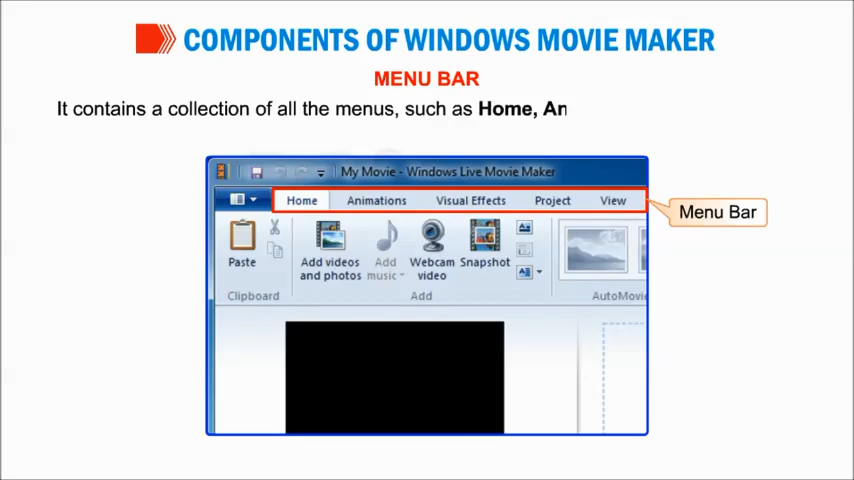 COMPONENTS OF WINDOWS MOVIE MAKER
MENU BAR
It contains a collection of all the menus, such as Home, An
My Movie - Windows Live Movie Maker
Home Animations Visual Effects Project View
Menu Bar
Paste
Add videos and photos
Add music
Webcam video
Snapshot
Clipboard
Add
AutoMovie